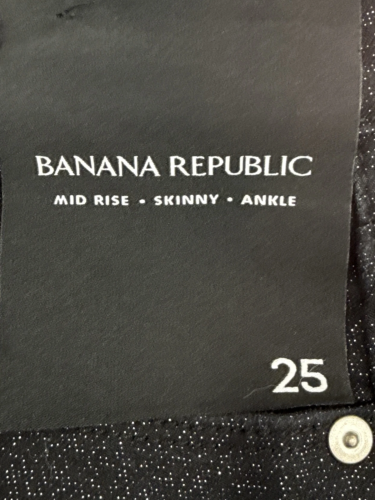 BANANA REPUBLIC
MID RISE • SKINNY • ANKLE
25